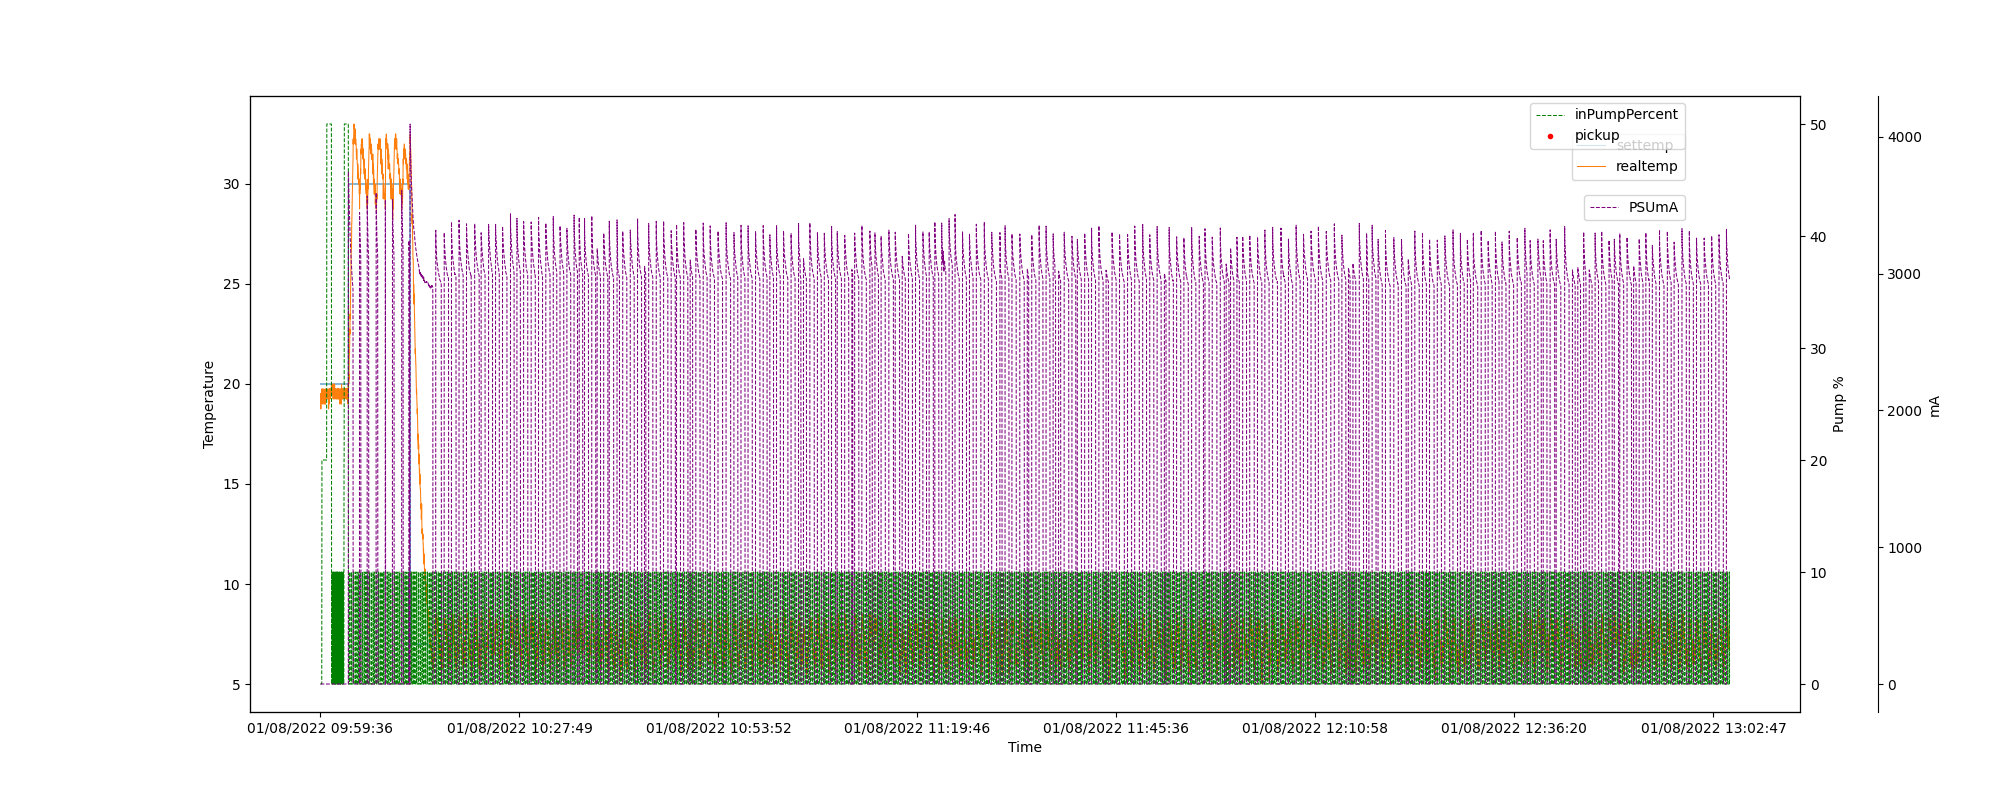 inPumpPercent
pickup
settemp
realtemp
PSUmA
30
25
20
15
10
5
Temperature
50
40
30
20
10
0
Pump %
4000
3000
2000
1000
0
mA
01/08/2022 09:59:36
01/08/2022 10:27:49
01/08/2022 10:53:52
01/08/2022 11:19:46
01/08/2022 11:45:36
01/08/2022 12:10:58
01/08/2022 12:36:20
01/08/2022 13:02:47
Time